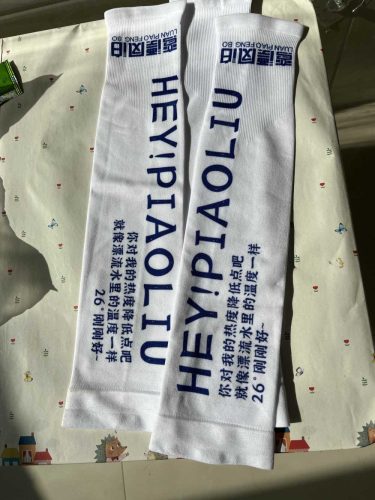 鸾漂风泊
LUAN PIAO FENG BO
HEY!PIAOLIU
你对我的热度降低点吧
就像漂流水里的温度一样
26°刚刚好~
鸾漂风泊
LUAN PIAO FENG BO
HEY!PIAOLIU
你对我的热度降低点吧
就像漂流水里的温度一样
26°刚刚好~